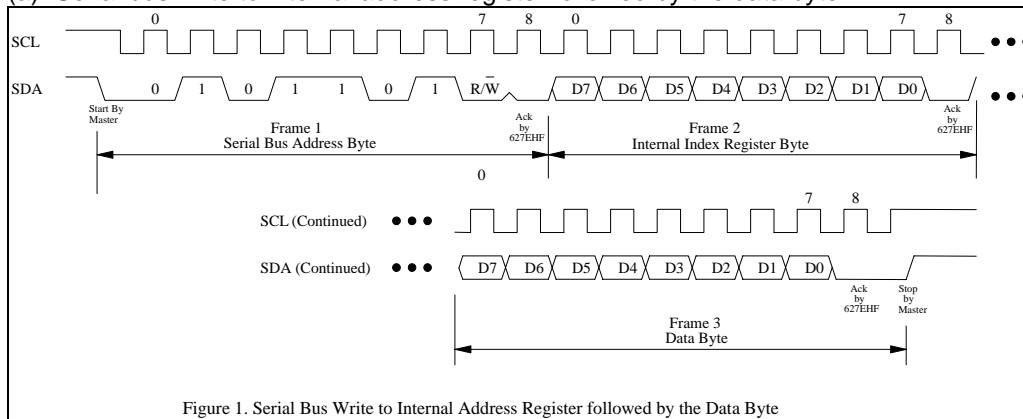 (a) Serial bus write to internal address register followed by the data byte
0 7 8 0 7 8
SCL
SDA 0 1 0 1 1 0 1 R/W̅ D7 D6 D5 D4 D3 D2 D1 D0
Start By
Master
Ack
by
627EHF
Ack
by
627EHF
Frame 1
Serial Bus Address Byte
Frame 2
Internal Index Register Byte
0 7 8
SCL (Continued)
SDA (Continued) D7 D6 D5 D4 D3 D2 D1 D0
Ack
by
627EHF
Stop
by
Master
Frame 3
Data Byte
Figure 1. Serial Bus Write to Internal Address Register followed by the Data Byte